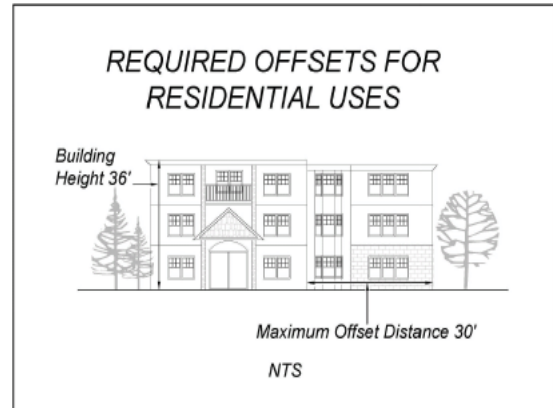 REQUIRED OFFSETS FOR
RESIDENTIAL USES
Building
Height 36'
Maximum Offset Distance 30'
NTS